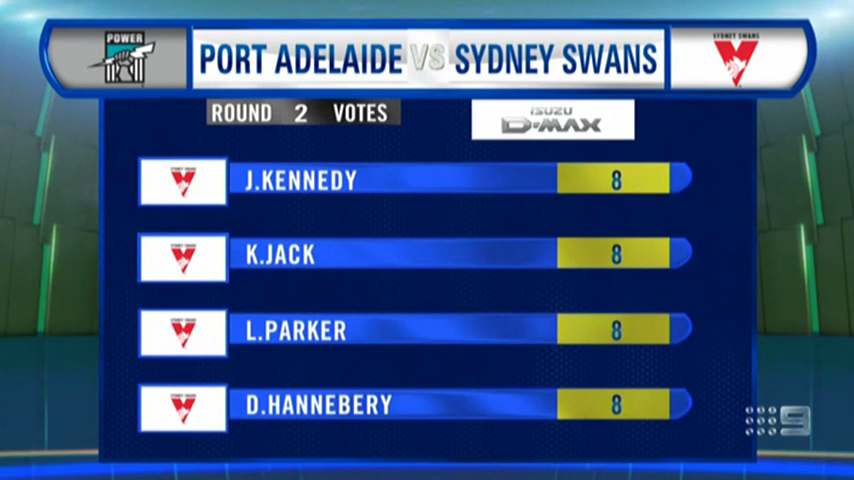 POWER
PORT ADELAIDE VS SYDNEY SWANS
SYDNEY SWANS
ROUND 2 VOTES
ISUZU
D-MAX
J.KENNEDY 8
K.JACK 8
L.PARKER 8
D.HANNEBERY 8
9